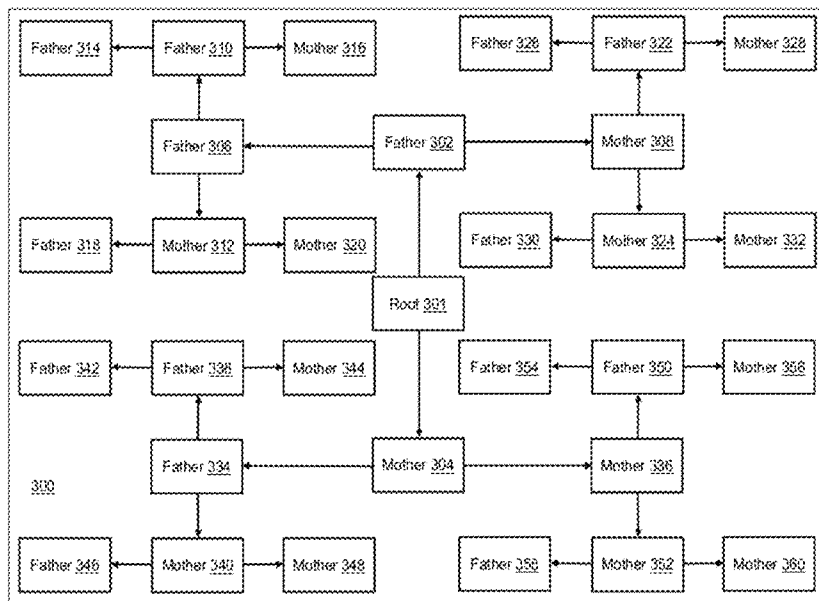 Father 314
Father 310
Mother 316
Father 326
Father 322
Mother 328
Father 306
Father 302
Mother 308
Father 318
Mother 312
Mother 320
Father 330
Mother 324
Mother 332
Root 301
Father 342
Father 338
Mother 344
Father 354
Father 350
Mother 356
Father 334
Mother 304
Mother 336
300
Father 346
Mother 340
Mother 348
Father 358
Mother 352
Mother 360